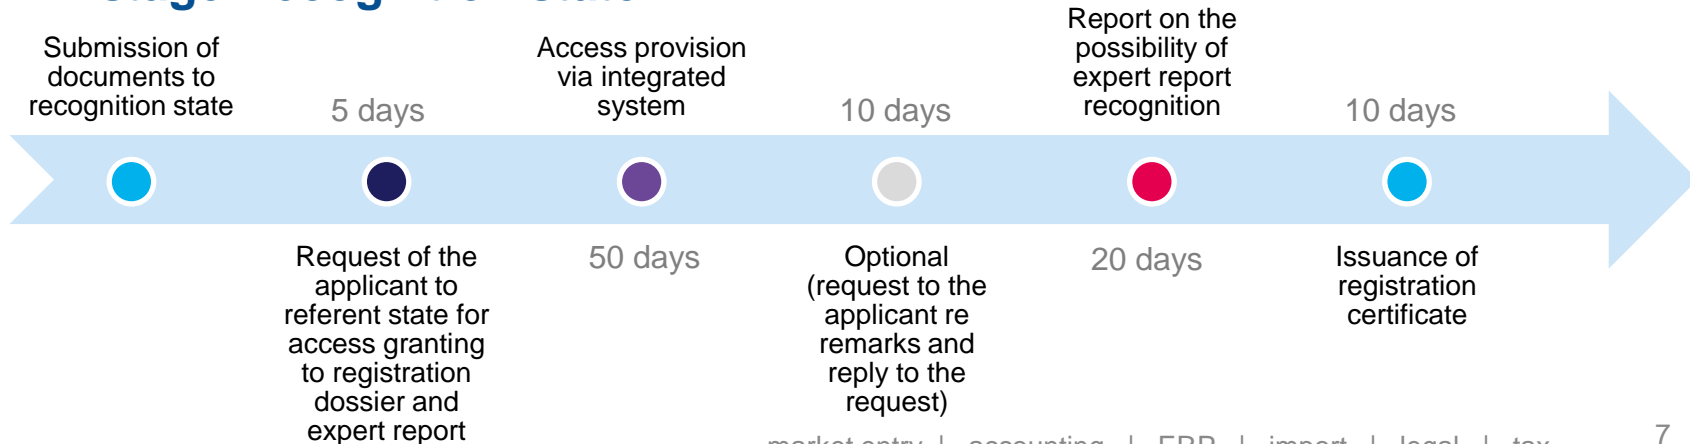 Submission of
documents to
recognition state
5 days
Access provision
via integrated
system
10 days
Report on the
possibility of
expert report
recognition
10 days
Request of the
applicant to
referent state for
access granting
to registration
dossier and
expert report
50 days
Optional
(request to the
applicant re
remarks and
reply to the
request)
20 days
Issuance of
registration
certificate
market entry | accounting | ERP | import | legal | tax
7